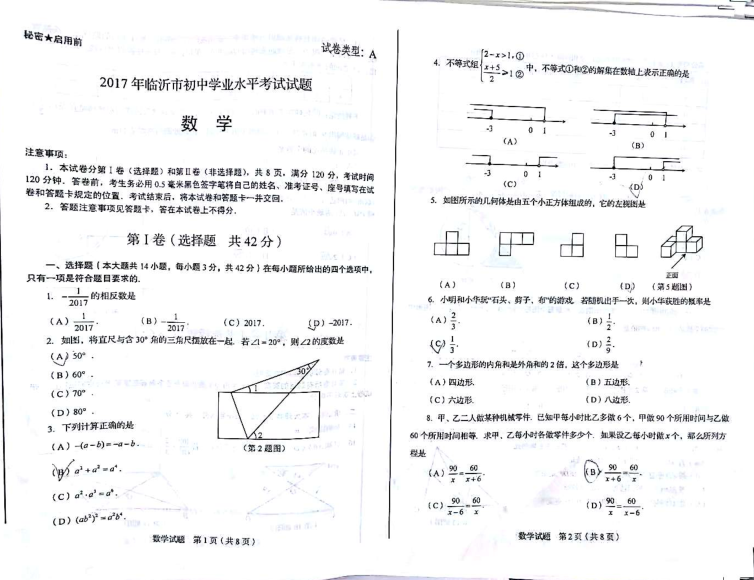 秘密★启用前
试卷类型：A
2017 年临沂市初中学业水平考试试题
数 学
注意事项：
1．本试卷分第Ⅰ卷（选择题）和第Ⅱ卷（非选择题），共 8 页，满分 120 分，考试时间
120 分钟．答卷前，考生务必用 0.5 毫米黑色签字笔将自己的姓名、准考证号、座号填写在试
卷和答题卡规定的位置．考试结束后，将本试卷和答题卡一并交回．
2．答题注意事项见答题卡，答在本试卷上不得分．
第Ⅰ卷（选择题 共 42 分）
一、选择题（本大题共 14 小题，每小题 3 分，共 42 分）在每小题所给出的四个选项中，
只有一项是符合题目要求的．
1．-1/2017 的相反数是
（A）1/2017． （B）-1/2017． （C）2017． （D）-2017．
2．如图，将直尺与含 30° 角的三角尺摆放在一起．若∠1=20°，则∠2的度数是
（A）50°．
（B）60°．
（C）70°．
（D）80°．
30°
1
2
（第 2 题图）
3．下列计算正确的是
（A）-(a-b)=-a-b．
（B）a²+a²=a⁴．
（C）a²·a³=a⁶．
（D）(ab²)²=a²b⁴．
数学试题 第 1 页（共 8 页）
4．不等式组{2-x>1,① (x+5)/2≥1 ② 中，不等式①和②的解集在数轴上表示正确的是
-3 0 1 -3 0 1
（A） （B）
-3 0 1 -3 0 1
（C） （D）
5．如图所示的几何体是由五个小正方体组成的，它的左视图是
正面
（A） （B） （C） （D） （第 5 题图）
6．小明和小华玩“石头、剪子、布”的游戏．若随机出手一次，则小华获胜的概率是
（A）2/3． （B）1/2．
（C）1/3． （D）2/9．
7．一个多边形的内角和是外角和的 2 倍，这个多边形是
（A）四边形． （B）五边形．
（C）六边形． （D）八边形．
8．甲、乙二人做某种机械零件．已知甲每小时比乙多做 6 个，甲做 90 个所用时间与乙做
60 个所用时间相等．求甲、乙每小时各做零件多少个．如果设乙每小时做 x 个，那么所列方
程是
（A）90/x=60/(x+6)． （B）90/(x+6)=60/x．
（C）90/(x-6)=60/x． （D）90/x=60/(x-6)．
数学试题 第 2 页（共 8 页）